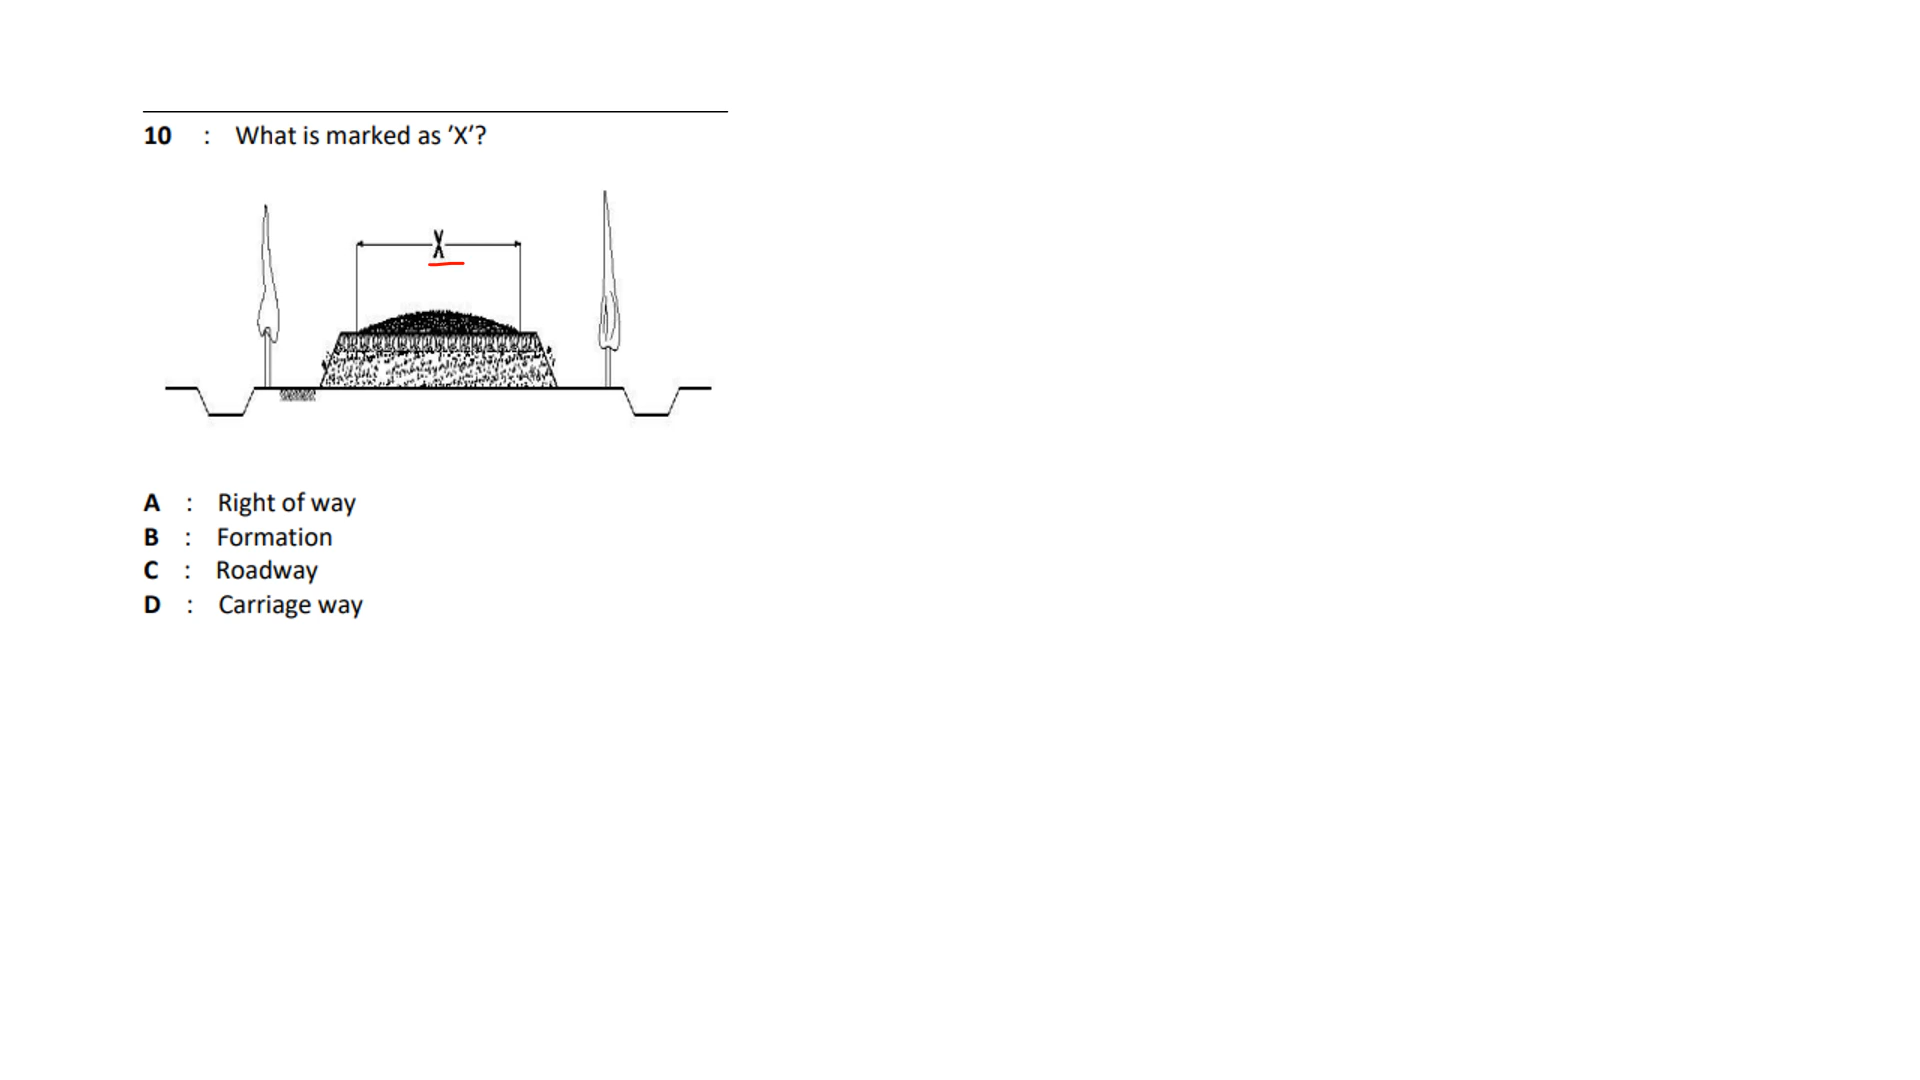 10 : What is marked as ‘X’?
X
A : Right of way
B : Formation
C : Roadway
D : Carriage way